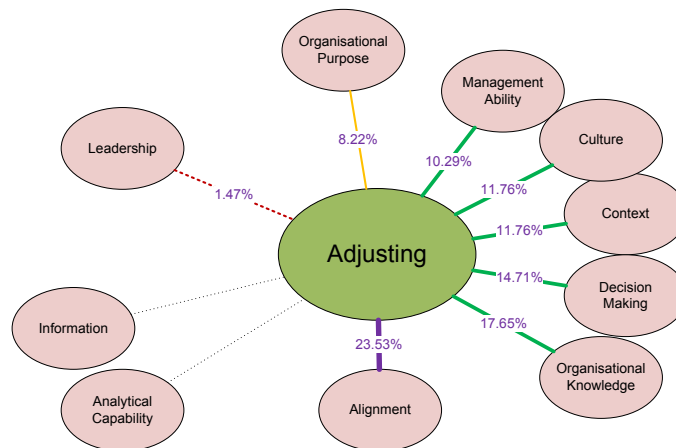 Organisational
Purpose
Management
Ability
Culture
Leadership
8.22%
10.29%
1.47%
11.76%
Context
11.76%
Adjusting
14.71%
Decision
Making
Information
17.65%
23.53%
Organisational
Knowledge
Analytical
Capability
Alignment